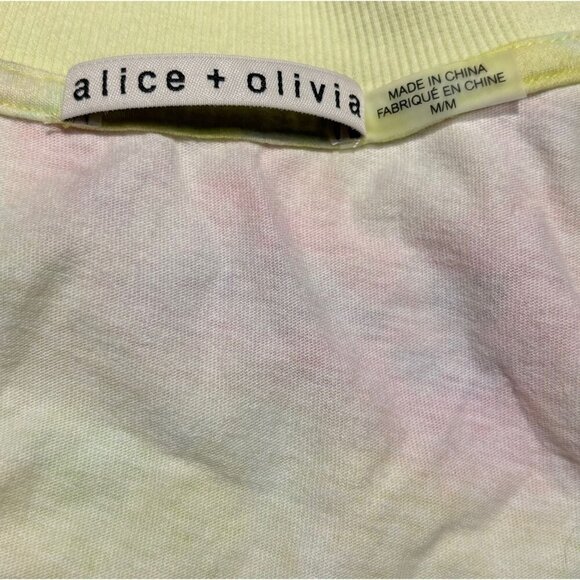 alice + olivia
MADE IN CHINA
FABRIQUÉ EN CHINE
M/M